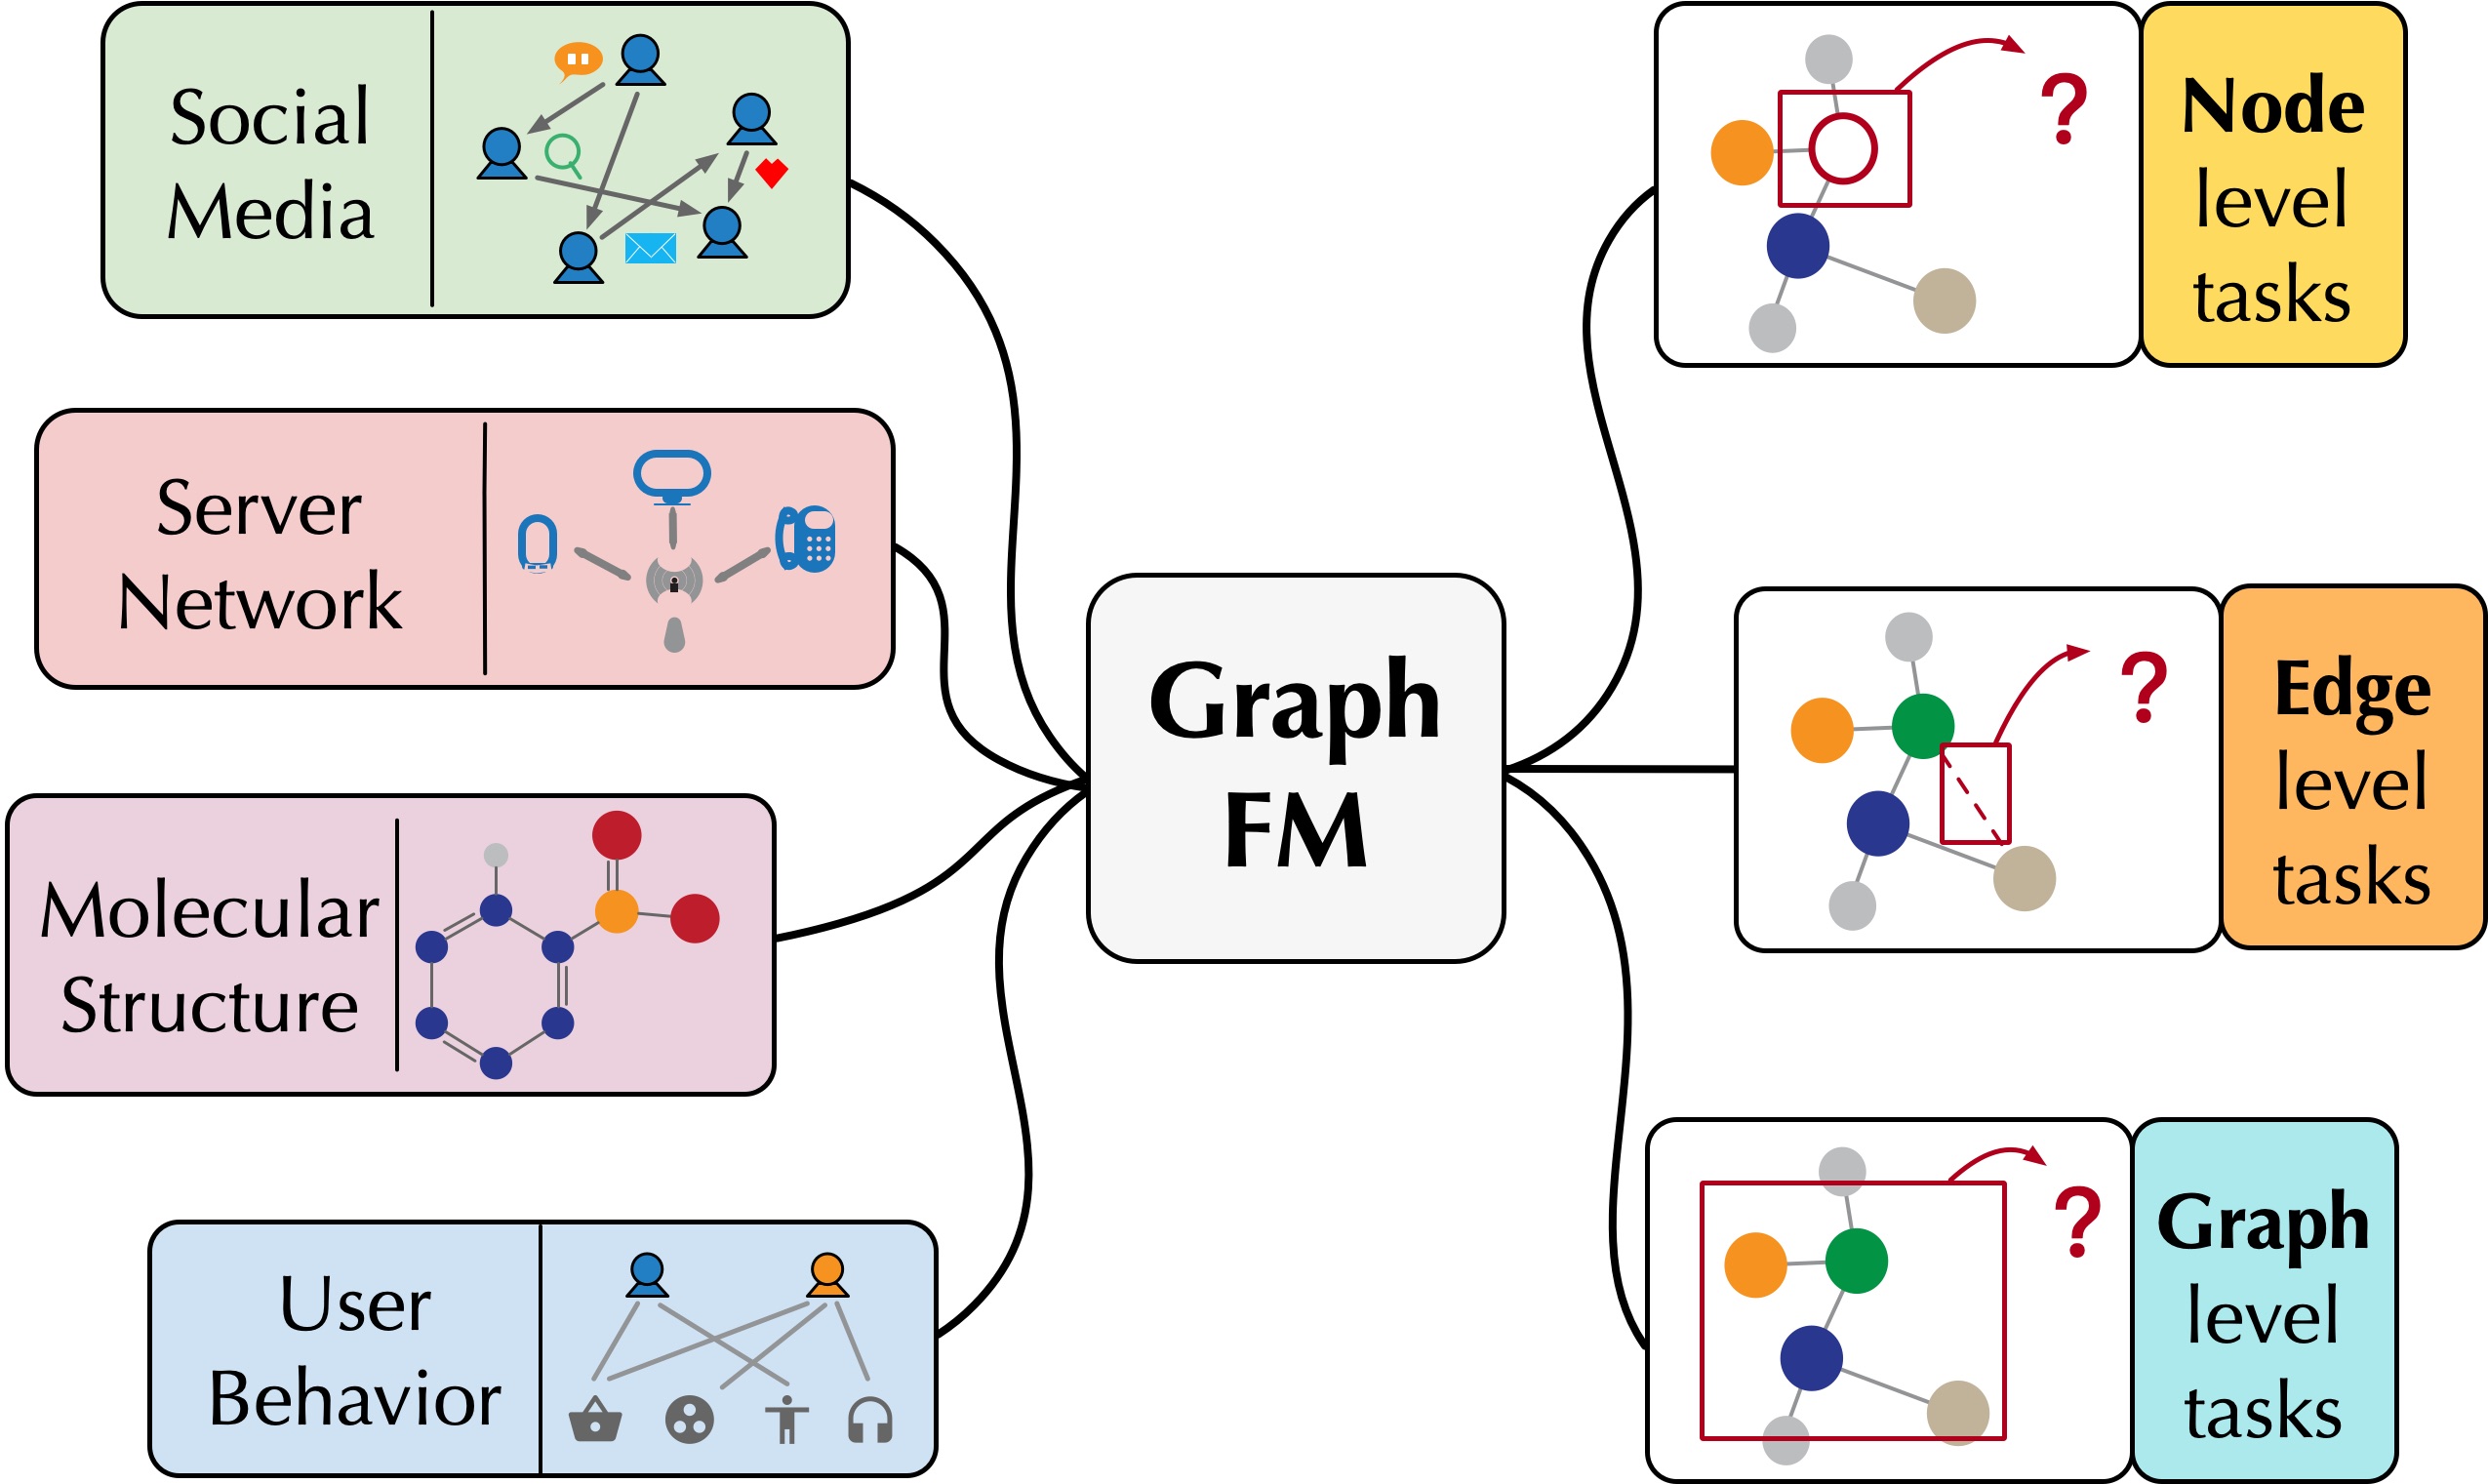 Social
Media
Server
Network
Molecular
Structure
User
Behavior
Graph
FM
?
Node
level
tasks
?
Edge
level
tasks
?
Graph
level
tasks